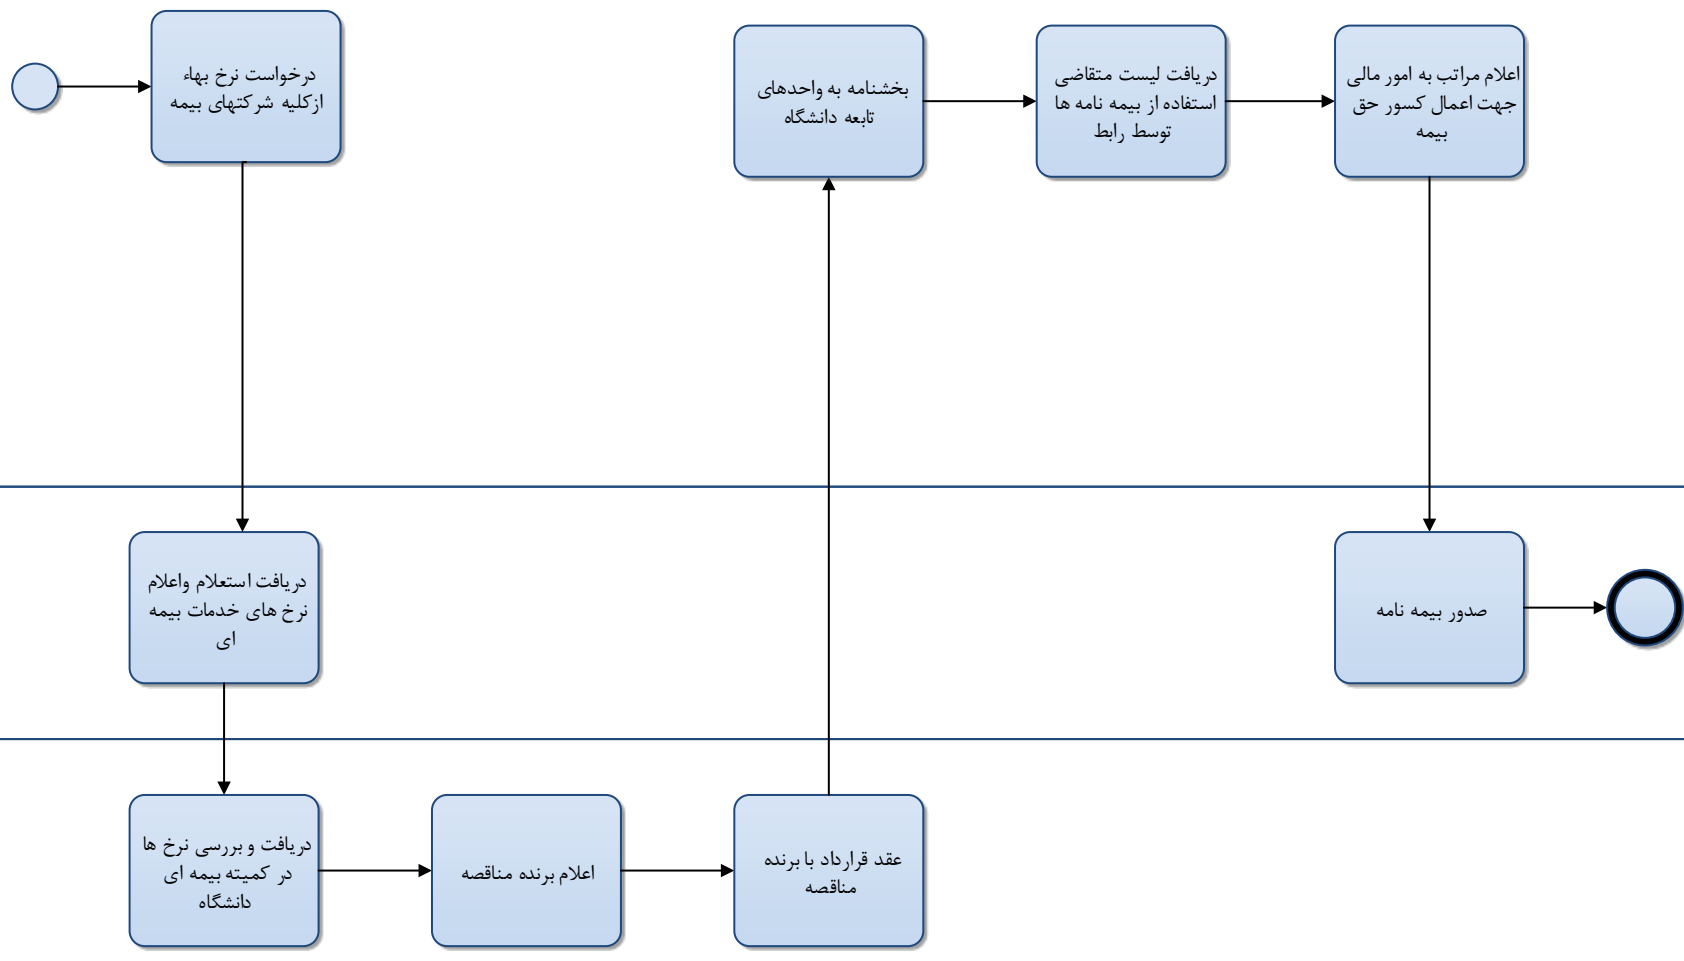 درخواست نرخ بهاء
ازکلیه شرکتهای بیمه
بخشنامه به واحدهای
تابعه دانشگاه
دریافت لیست متقاضی
استفاده از بیمه نامه ها
توسط رابط
اعلام مراتب به امور مالی
جهت اعمال کسور حق
بیمه
دریافت استعلام واعلام
نرخ های خدمات بیمه
ای
صدور بیمه نامه
دریافت و بررسی نرخ ها
در کمیته بیمه ای
دانشگاه
اعلام برنده مناقصه
عقد قرارداد با برنده
مناقصه